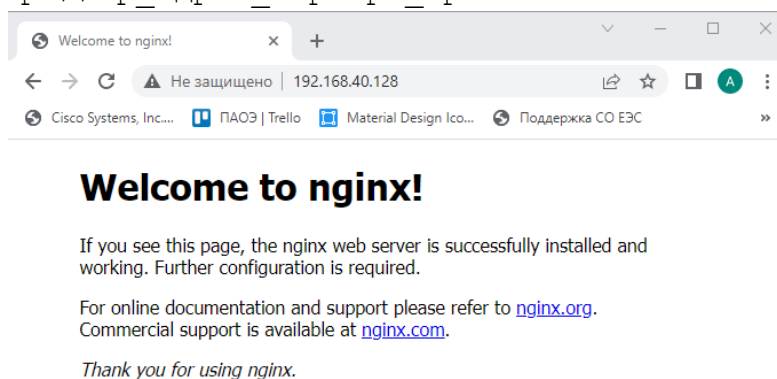 Welcome to nginx!
Не защищено | 192.168.40.128
A
Cisco Systems, Inc.... ПАОЭ | Trello Material Design Ico... Поддержка СО ЕЭС »
Welcome to nginx!
If you see this page, the nginx web server is successfully installed and
working. Further configuration is required.
For online documentation and support please refer to nginx.org.
Commercial support is available at nginx.com.
Thank you for using nginx.